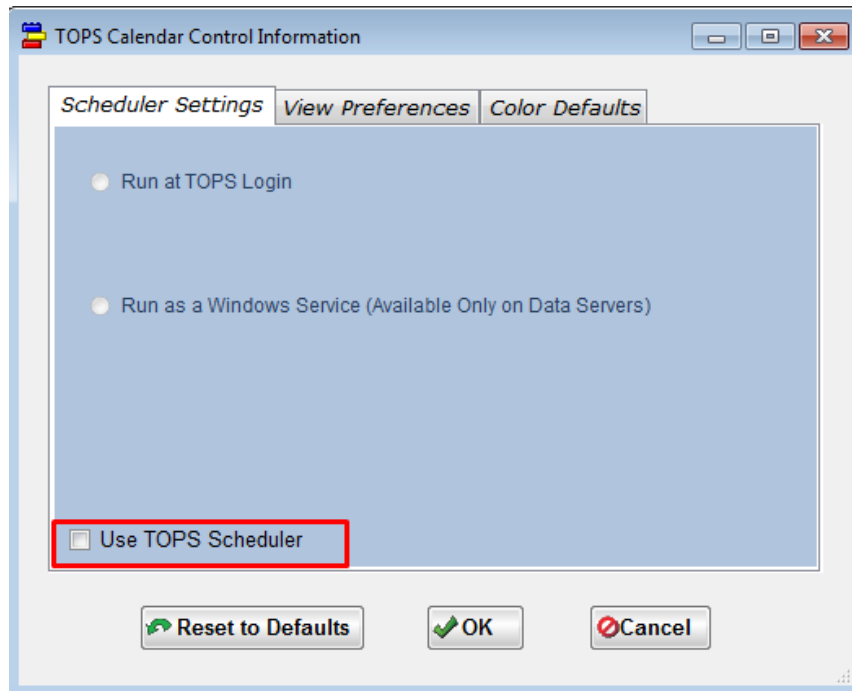 TOPS Calendar Control Information
Scheduler Settings View Preferences Color Defaults
Run at TOPS Login
Run as a Windows Service (Available Only on Data Servers)
Use TOPS Scheduler
Reset to Defaults OK Cancel